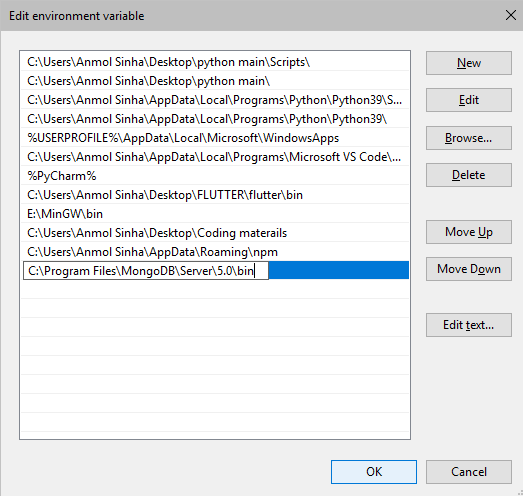 Edit environment variable
C:\Users\Anmol Sinha\Desktop\python main\Scripts\
C:\Users\Anmol Sinha\Desktop\python main\
C:\Users\Anmol Sinha\AppData\Local\Programs\Python\Python39\S...
C:\Users\Anmol Sinha\AppData\Local\Programs\Python\Python39\
%USERPROFILE%\AppData\Local\Microsoft\WindowsApps
C:\Users\Anmol Sinha\AppData\Local\Programs\Microsoft VS Code\...
%PyCharm%
C:\Users\Anmol Sinha\Desktop\FLUTTER\flutter\bin
E:\MinGW\bin
C:\Users\Anmol Sinha\Desktop\Coding materails
C:\Users\Anmol Sinha\AppData\Roaming\npm
C:\Program Files\MongoDB\Server\5.0\bin
New
Edit
Browse...
Delete
Move Up
Move Down
Edit text...
OK
Cancel